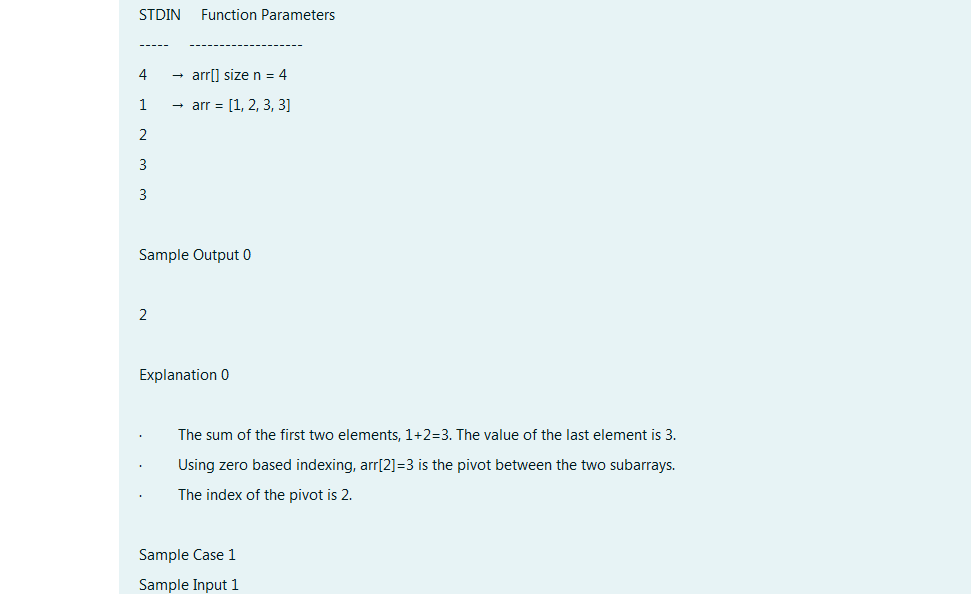 STDIN Function Parameters
----- -------------------
4 → arr[] size n = 4
1 → arr = [1, 2, 3, 3]
2
3
3
Sample Output 0
2
Explanation 0
· The sum of the first two elements, 1+2=3. The value of the last element is 3.
· Using zero based indexing, arr[2]=3 is the pivot between the two subarrays.
· The index of the pivot is 2.
Sample Case 1
Sample Input 1